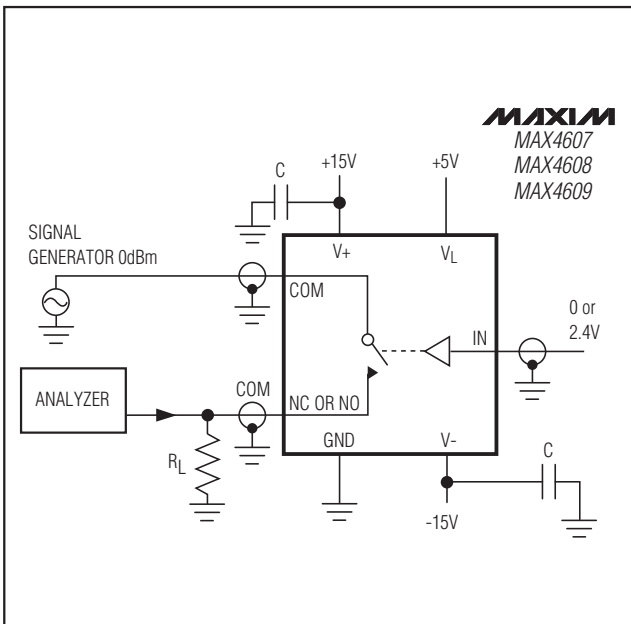 MAXIM
MAX4607
MAX4608
MAX4609
+15V
+5V
C
SIGNAL
GENERATOR 0dBm
V+
VL
COM
0 or
2.4V
IN
ANALYZER
COM
NC OR NO
GND
V-
C
RL
-15V